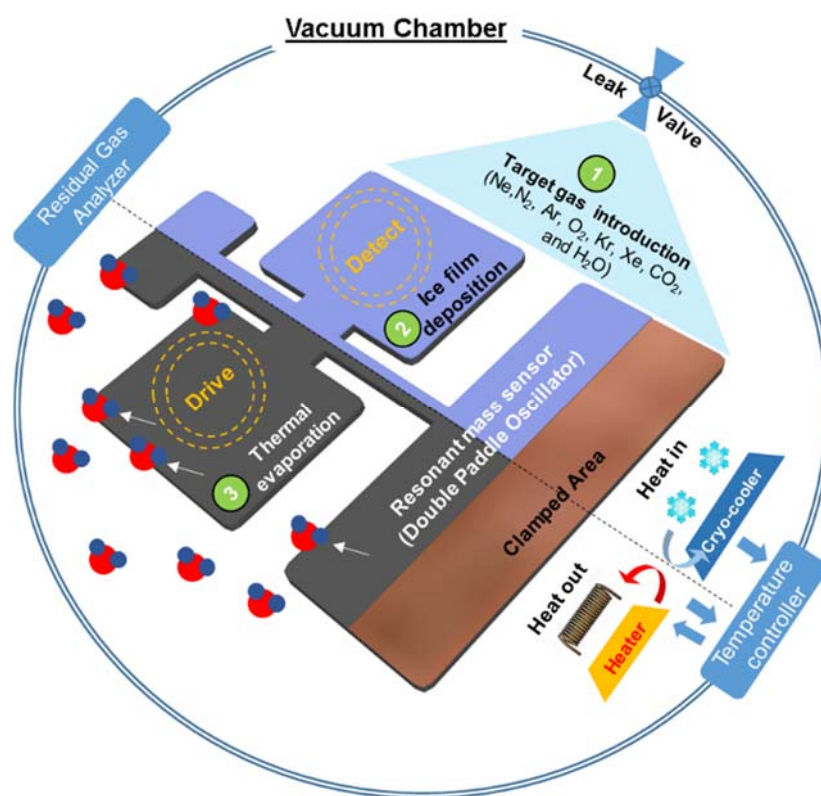 Vacuum Chamber
Leak
Valve
Residual Gas
Analyzer
1
Target gas introduction
(Ne,N2, Ar, O2, Kr, Xe, CO2,
and H2O)
Detect
2
Ice film
deposition
Drive
3
Thermal
evaporation
Resonant mass sensor
(Double Paddle Oscillator)
Clamped Area
Heat in
Cryo-cooler
Heat out
Heater
Temperature
controller